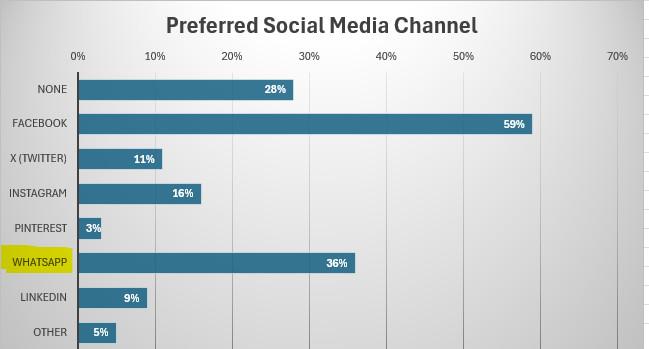 Preferred Social Media Channel
0% 10% 20% 30% 40% 50% 60% 70%
NONE 28%
FACEBOOK 59%
X (TWITTER) 11%
INSTAGRAM 16%
PINTEREST 3%
WHATSAPP 36%
LINKEDIN 9%
OTHER 5%